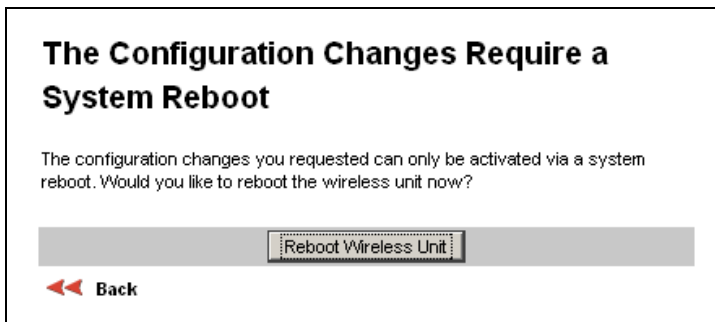 The Configuration Changes Require a
System Reboot
The configuration changes you requested can only be activated via a system
reboot. Would you like to reboot the wireless unit now?
Reboot Wireless Unit
Back